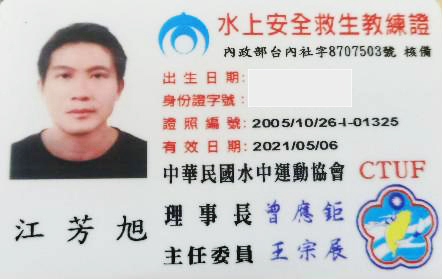 水上安全救生教練證
內政部台內社字8707503號 核備
出生日期:
身份證字號:
證照編號: 2005/10/26-I-01325
有效日期: 2021/05/06
中華民國水中運動協會 CTUF
理事長 曾應鉅
江芳旭
主任委員 王宗展